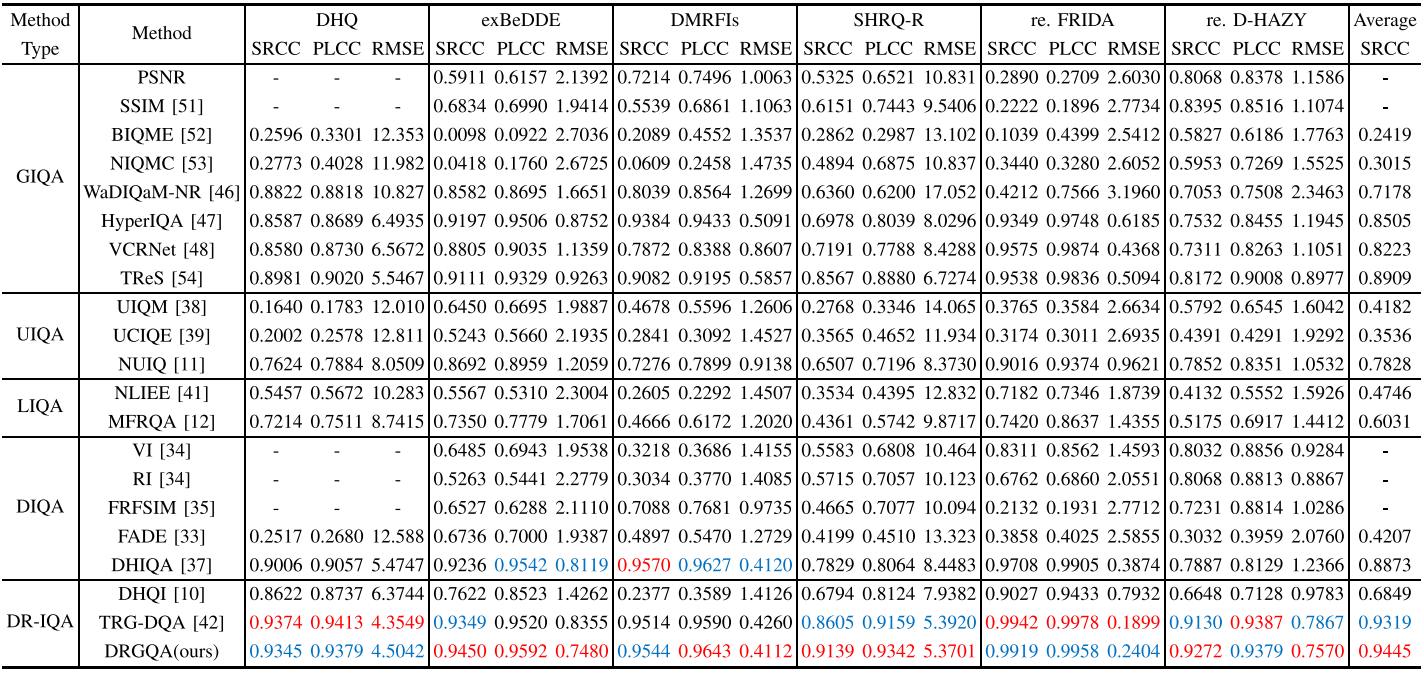 Method Method DHQ exBeDDE DMRFIs SHRQ-R re. FRIDA re. D-HAZY Average
Type SRCC PLCC RMSE SRCC PLCC RMSE SRCC PLCC RMSE SRCC PLCC RMSE SRCC PLCC RMSE SRCC PLCC RMSE SRCC
PSNR - - - 0.5911 0.6157 2.1392 0.7214 0.7496 1.0063 0.5325 0.6521 10.831 0.2890 0.2709 2.6030 0.8068 0.8378 1.1586 -
SSIM [51] - - - 0.6834 0.6990 1.9414 0.5539 0.6861 1.1063 0.6151 0.7443 9.5406 0.2222 0.1896 2.7734 0.8395 0.8516 1.1074 -
BIQME [52] 0.2596 0.3301 12.353 0.0098 0.0922 2.7036 0.2089 0.4552 1.3537 0.2862 0.2987 13.102 0.1039 0.4399 2.5412 0.5827 0.6186 1.7763 0.2419
NIQMC [53] 0.2773 0.4028 11.982 0.0418 0.1760 2.6725 0.0609 0.2458 1.4735 0.4894 0.6875 10.837 0.3440 0.3280 2.6052 0.5953 0.7269 1.5525 0.3015
GIQA WaDIQaM-NR [46] 0.8822 0.8818 10.827 0.8582 0.8695 1.6651 0.8039 0.8564 1.2699 0.6360 0.6200 17.052 0.4212 0.7566 3.1960 0.7053 0.7508 2.3463 0.7178
HyperIQA [47] 0.8587 0.8689 6.4935 0.9197 0.9506 0.8752 0.9384 0.9433 0.5091 0.6978 0.8039 8.0296 0.9349 0.9748 0.6185 0.7532 0.8455 1.1945 0.8505
VCRNet [48] 0.8580 0.8730 6.5672 0.8805 0.9035 1.1359 0.7872 0.8388 0.8607 0.7191 0.7788 8.4288 0.9575 0.9874 0.4368 0.7311 0.8263 1.1051 0.8223
TReS [54] 0.8981 0.9020 5.5467 0.9111 0.9329 0.9263 0.9082 0.9195 0.5857 0.8567 0.8880 6.7274 0.9538 0.9836 0.5094 0.8172 0.9008 0.8977 0.8909
UIQM [38] 0.1640 0.1783 12.010 0.6450 0.6695 1.9887 0.4678 0.5596 1.2606 0.2768 0.3346 14.065 0.3765 0.3584 2.6634 0.5792 0.6545 1.6042 0.4182
UIQA UCIQE [39] 0.2002 0.2578 12.811 0.5243 0.5660 2.1935 0.2841 0.3092 1.4527 0.3565 0.4652 11.934 0.3174 0.3011 2.6935 0.4391 0.4291 1.9292 0.3536
NUIQ [11] 0.7624 0.7884 8.0509 0.8692 0.8959 1.2059 0.7276 0.7899 0.9138 0.6507 0.7196 8.3730 0.9016 0.9374 0.9621 0.7852 0.8351 1.0532 0.7828
LIQA NLIEE [41] 0.5457 0.5672 10.283 0.5567 0.5310 2.3004 0.2605 0.2292 1.4507 0.3534 0.4395 12.832 0.7182 0.7346 1.8739 0.4132 0.5552 1.5926 0.4746
MFRQA [12] 0.7214 0.7511 8.7415 0.7350 0.7779 1.7061 0.4666 0.6172 1.2020 0.4361 0.5742 9.8717 0.7420 0.8637 1.4355 0.5175 0.6917 1.4412 0.6031
VI [34] - - - 0.6485 0.6943 1.9538 0.3218 0.3686 1.4155 0.5583 0.6808 10.464 0.8311 0.8562 1.4593 0.8032 0.8856 0.9284 -
RI [34] - - - 0.5263 0.5441 2.2779 0.3034 0.3770 1.4085 0.5715 0.7057 10.123 0.6762 0.6860 2.0551 0.8068 0.8813 0.8867 -
DIQA FRFSIM [35] - - - 0.6527 0.6288 2.1110 0.7088 0.7681 0.9735 0.4665 0.7077 10.094 0.2132 0.1931 2.7712 0.7231 0.8814 1.0286 -
FADE [33] 0.2517 0.2680 12.588 0.6736 0.7000 1.9387 0.4897 0.5470 1.2729 0.4199 0.4510 13.323 0.3858 0.4025 2.5855 0.3032 0.3959 2.0760 0.4207
DHIQA [37] 0.9006 0.9057 5.4747 0.9236 0.9542 0.8119 0.9570 0.9627 0.4120 0.7829 0.8064 8.4483 0.9708 0.9905 0.3874 0.7887 0.8129 1.2366 0.8873
DHQI [10] 0.8622 0.8737 6.3744 0.7622 0.8523 1.4262 0.2377 0.3589 1.4126 0.6794 0.8124 7.9382 0.9027 0.9433 0.7932 0.6648 0.7128 0.9783 0.6849
DR-IQA TRG-DQA [42] 0.9374 0.9413 4.3549 0.9349 0.9520 0.8355 0.9514 0.9590 0.4260 0.8605 0.9159 5.3920 0.9942 0.9978 0.1899 0.9130 0.9387 0.7867 0.9319
DRGQA(ours) 0.9345 0.9379 4.5042 0.9450 0.9592 0.7480 0.9544 0.9643 0.4112 0.9139 0.9342 5.3701 0.9919 0.9958 0.2404 0.9272 0.9379 0.7570 0.9445